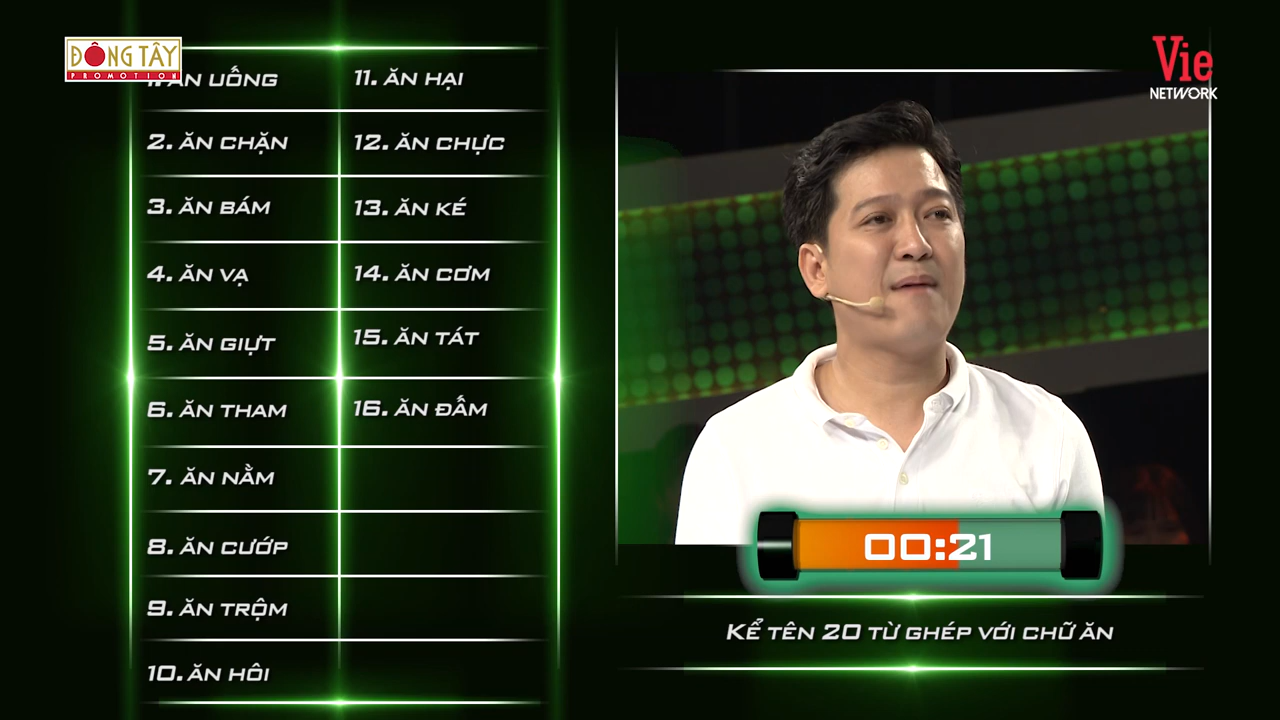 ĐÔNG TÂY
PROMOTION
Vie
NETWORK
1. ĂN UỐNG
2. ĂN CHẶN
3. ĂN BÁM
4. ĂN VẠ
5. ĂN GIỰT
6. ĂN THAM
7. ĂN NẰM
8. ĂN CƯỚP
9. ĂN TRỘM
10. ĂN HÔI
11. ĂN HẠI
12. ĂN CHỰC
13. ĂN KÉ
14. ĂN CƠM
15. ĂN TÁT
16. ĂN ĐẤM
00:21
KỂ TÊN 20 TỪ GHÉP VỚI CHỮ ĂN